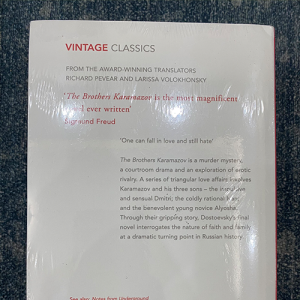 VINTAGE CLASSICS
FROM THE AWARD-WINNING TRANSLATORS
RICHARD PEVEAR AND LARISSA VOLOKHONSKY
'The Brothers Karamazov is the most magnificent
novel ever written'
Sigmund Freud
'One can fall in love and still hate'
The Brothers Karamazov is a murder mystery,
a courtroom drama and an exploration of erotic
rivalry. A series of triangular love affairs involves
Karamazov and his three sons – the impulsive
and sensual Dmitri; the coldly rational Ivan;
and the benevolent young novice Alyosha.
Through their gripping story, Dostoevsky's final
novel interrogates the nature of faith and family
at a dramatic turning point in Russian history.
See also: Notes from Underground